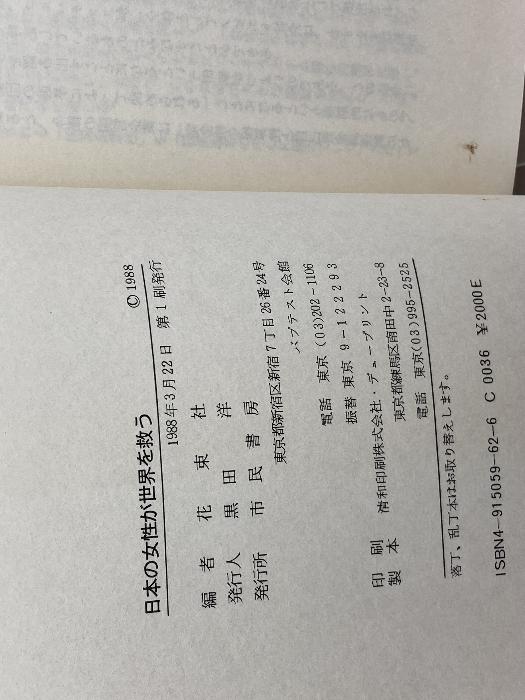 日本の女性が世界を救う
© 1988
1988年3月22日 第1刷発行
編者 花束社
発行人 黒田洋
発行所 市民書房
東京都新宿区新宿7丁目26番24号
バプテスト会館
電話 東京 (03)202-1106
振替 東京 9-122293
印刷 清和印刷株式会社・デュープリント
製本
東京都練馬区南田中2-23-8
電話 東京(03)995-2525
落丁、乱丁本はお取り替えします。
ISBN4-915059-62-6 C 0036 ¥2000E